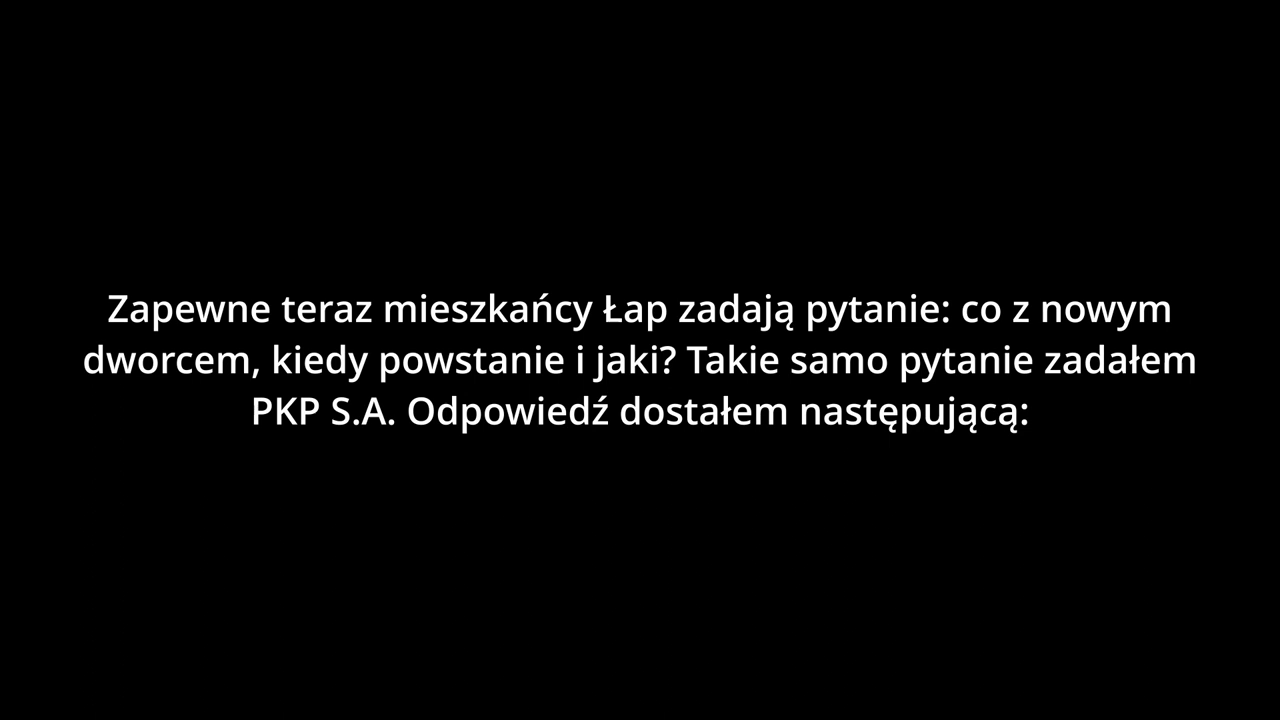 Zapewne teraz mieszkańcy Łap zadają pytanie: co z nowym
dworcem, kiedy powstanie i jaki? Takie samo pytanie zadałem
PKP S.A. Odpowiedź dostałem następującą: